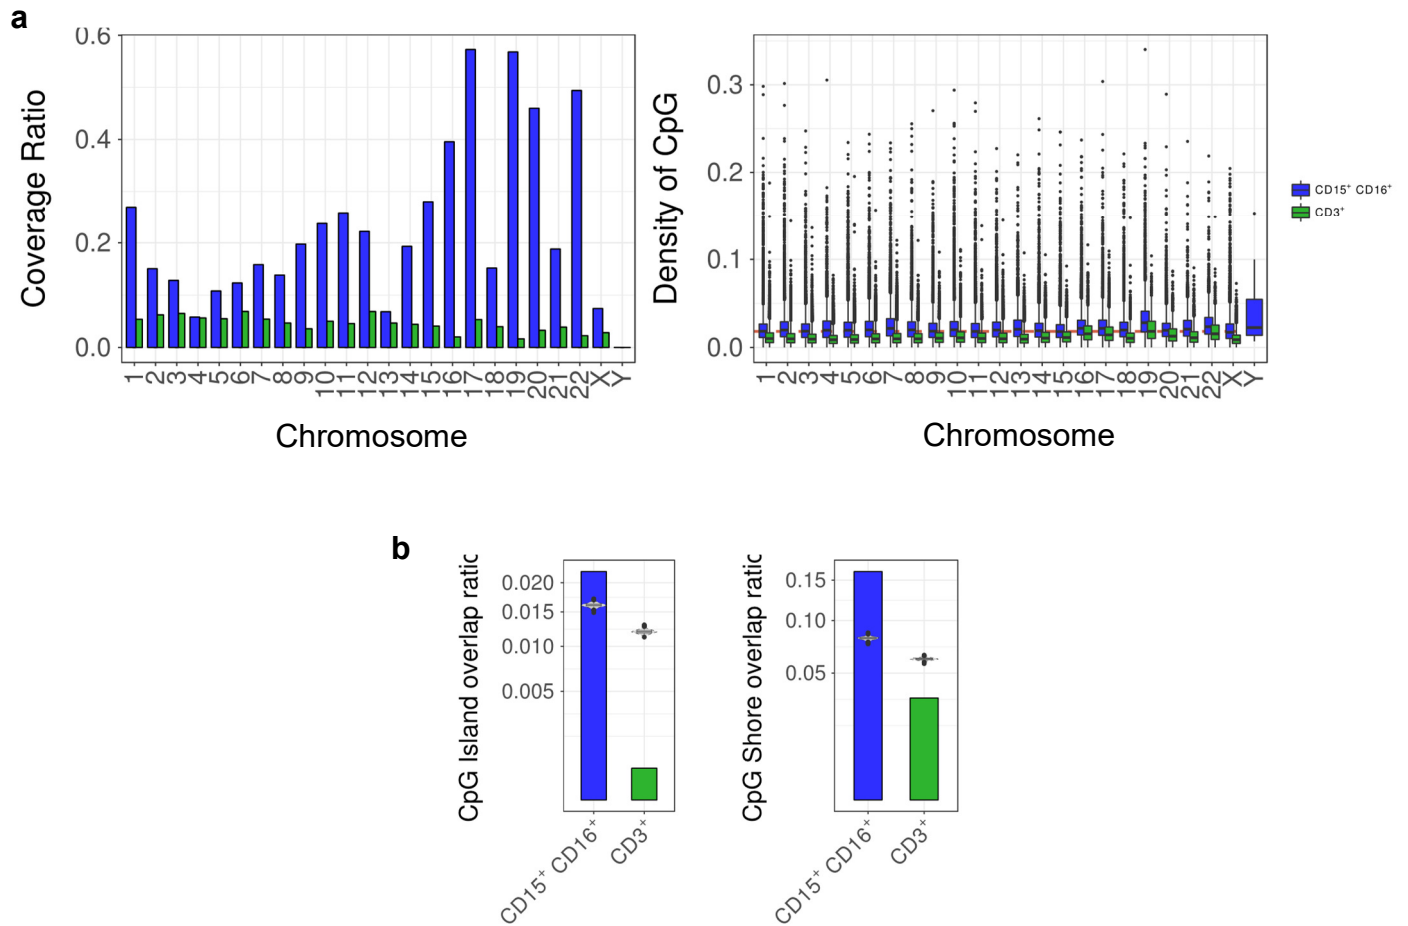 a
0.6
0.4
0.2
0.0
Coverage Ratio
1 2 3 4 5 6 7 8 9 10 11 12 13 14 15 16 17 18 19 20 21 22 X Y
Chromosome
0.3
0.2
0.1
0.0
Density of CpG
1 2 3 4 5 6 7 8 9 10 11 12 13 14 15 16 17 18 19 20 21 22 X Y
Chromosome
CD15⁺ CD16⁺
CD3⁺
b
0.020
0.015
0.010
0.005
CpG Island overlap ratio
CD15⁺ CD16⁺
CD3⁺
0.15
0.10
0.05
CpG Shore overlap ratio
CD15⁺ CD16⁺
CD3⁺